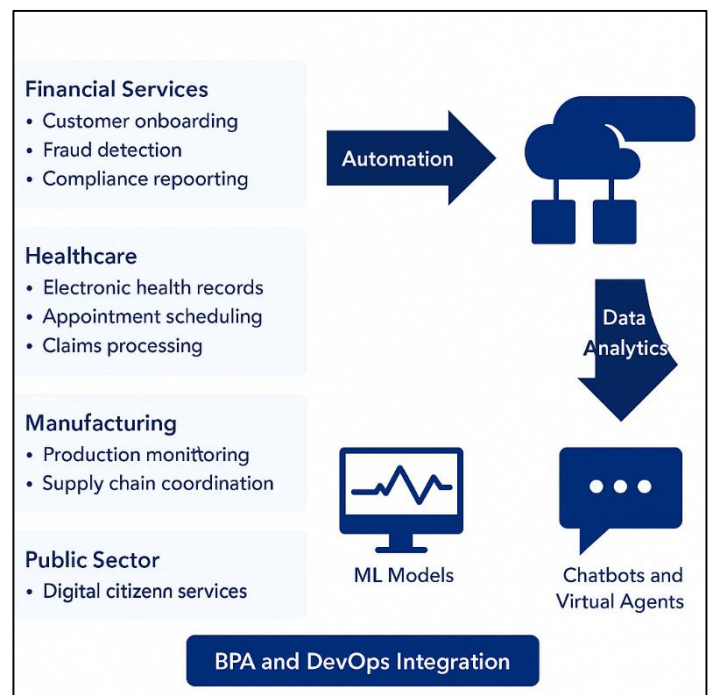 Financial Services
• Customer onboarding
• Fraud detection
• Compliance repoorting
Healthcare
• Electronic health records
• Appointment scheduling
• Claims processing
Manufacturing
• Production monittoring
• Supply chain coordination
Public Sector
• Digital citizenn services
Automation
Data
Analytics
ML Models
Chatbots and
Virtual Agents
BPA and DevOps Integration